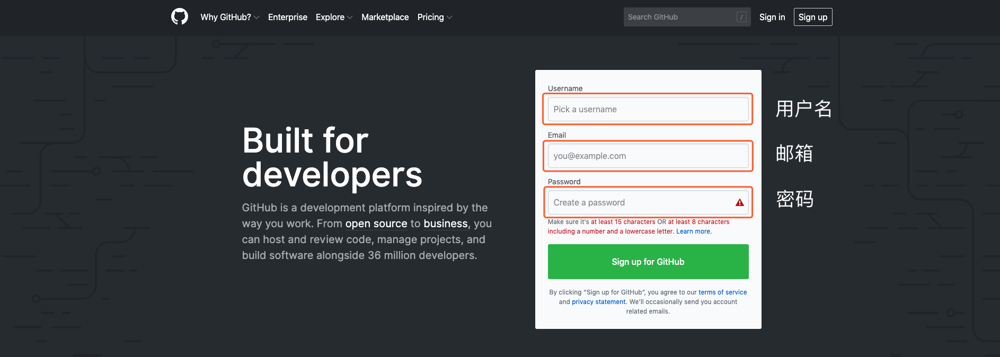 Why GitHub? Enterprise Explore Marketplace Pricing Search GitHub / Sign in Sign up
Built for
developers
GitHub is a development platform inspired by the
way you work. From open source to business, you
can host and review code, manage projects, and
build software alongside 36 million developers.
Username
Pick a username 用户名
Email
you@example.com 邮箱
Password
Create a password 密码
Make sure it's at least 15 characters OR at least 8 characters
including a number and a lowercase letter. Learn more.
Sign up for GitHub
By clicking “Sign up for GitHub”, you agree to our terms of service
and privacy statement. We’ll occasionally send you account
related emails.